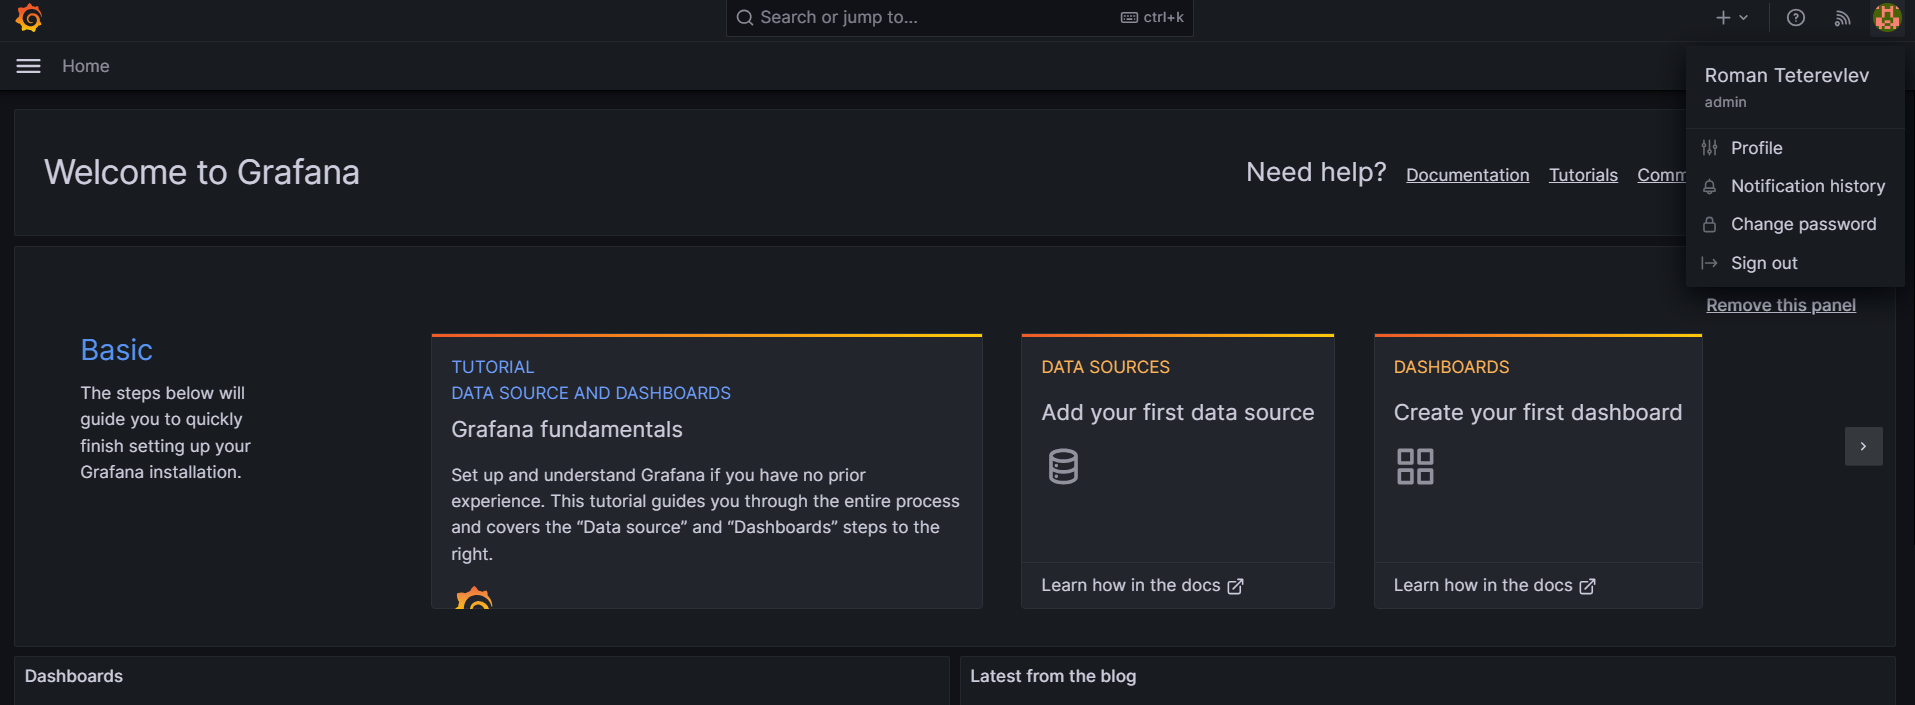 Search or jump to...
ctrl+k
Home
Roman Teterevlev
admin
Profile
Notification history
Change password
Sign out
Welcome to Grafana
Need help?
Documentation
Tutorials
Comm
Remove this panel
Basic
The steps below will
guide you to quickly
finish setting up your
Grafana installation.
TUTORIAL
DATA SOURCE AND DASHBOARDS
Grafana fundamentals
Set up and understand Grafana if you have no prior
experience. This tutorial guides you through the entire process
and covers the “Data source” and “Dashboards” steps to the
right.
DATA SOURCES
Add your first data source
Learn how in the docs
DASHBOARDS
Create your first dashboard
Learn how in the docs
Dashboards
Latest from the blog